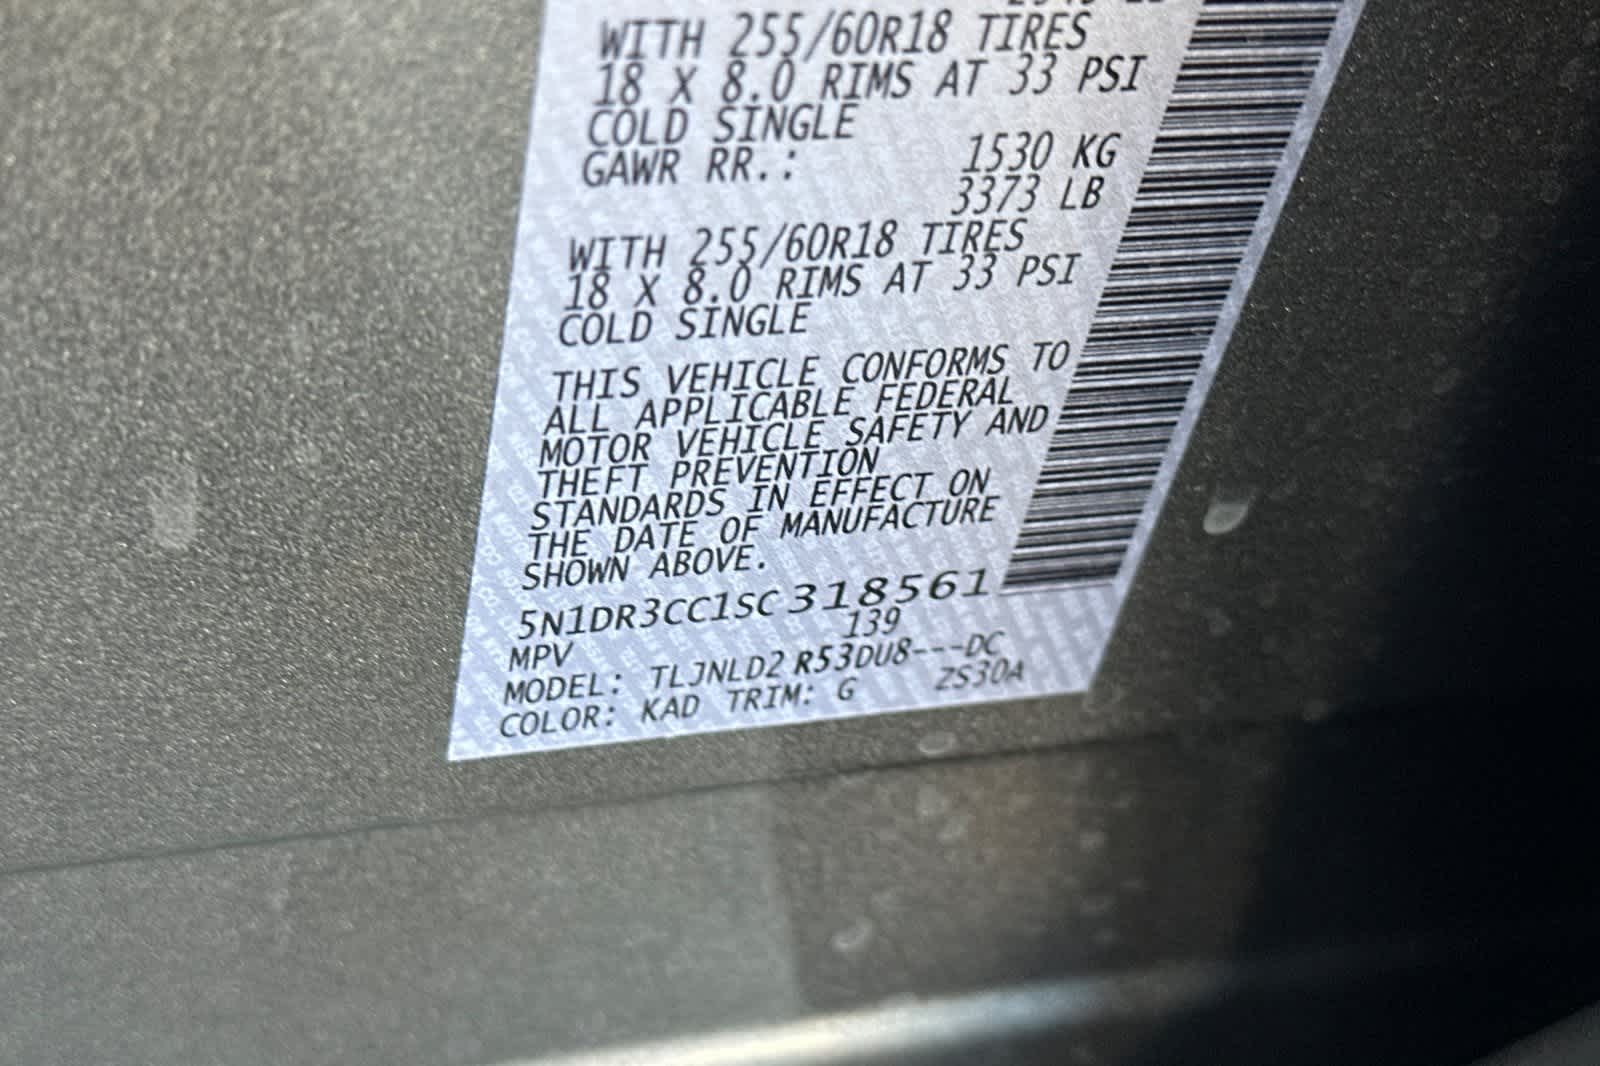 WITH 255/60R18 TIRES
18 X 8.0 RIMS AT 33 PSI
COLD SINGLE
GAWR RR.: 1530 KG
3373 LB
WITH 255/60R18 TIRES
18 X 8.0 RIMS AT 33 PSI
COLD SINGLE
THIS VEHICLE CONFORMS TO
ALL APPLICABLE FEDERAL
MOTOR VEHICLE SAFETY AND
THEFT PREVENTION
STANDARDS IN EFFECT ON
THE DATE OF MANUFACTURE
SHOWN ABOVE.
5N1DR3CC1SC318561
MPV 139
MODEL: TLJNLD2 R53DU8---DC
COLOR: KAD TRIM: G ZS30A